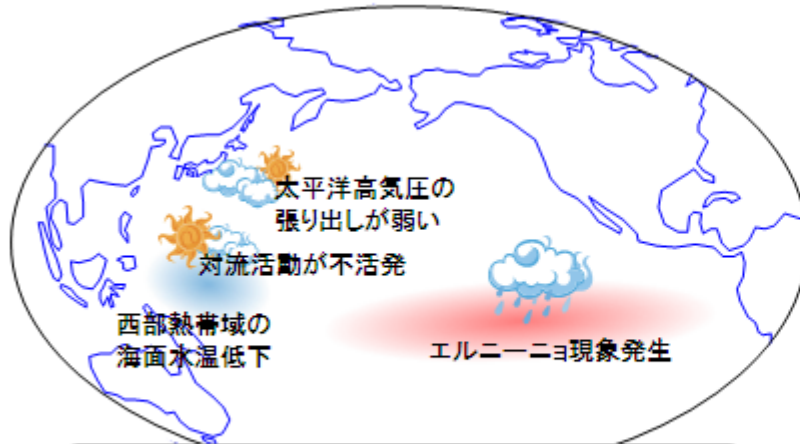 太平洋高気圧の
張り出しが弱い
対流活動が不活発
西部熱帯域の
海面水温低下
エルニーニョ現象発生